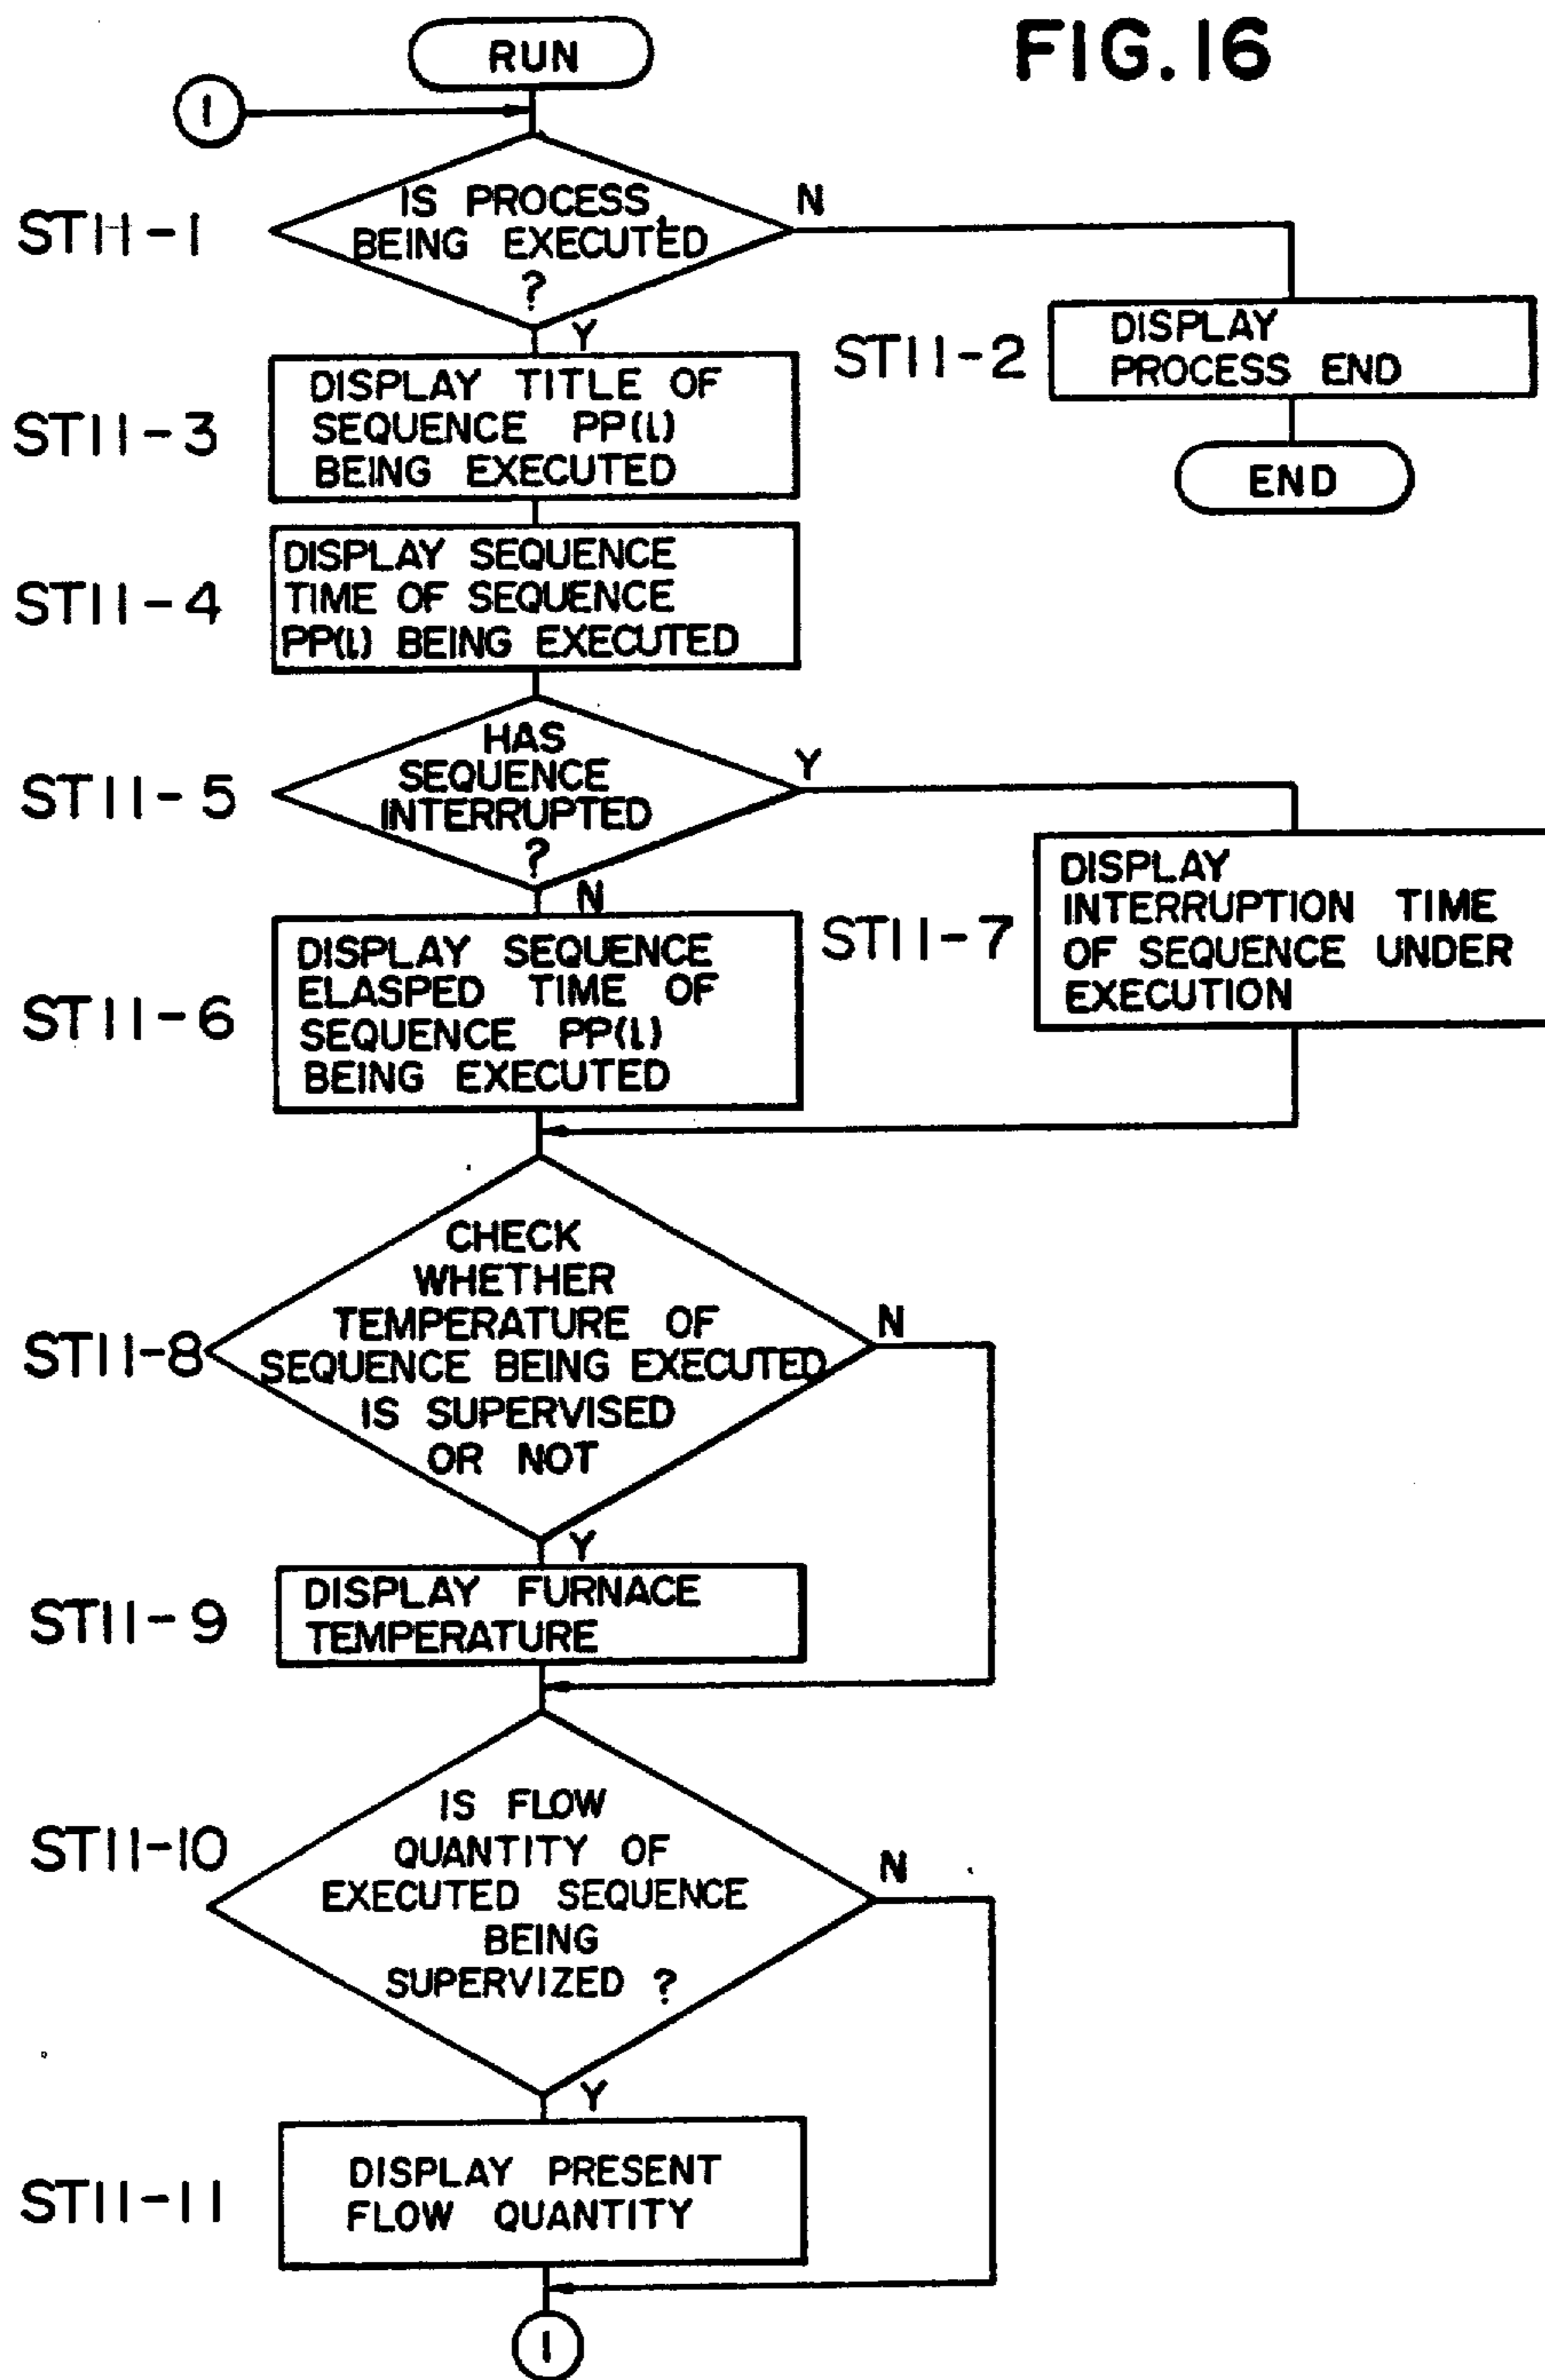 FIG.16
RUN
1
ST11-1
IS PROCESS
BEING EXECUTED
?
N
Y
ST11-2
DISPLAY
PROCESS END
END
ST11-3
DISPLAY TITLE OF
SEQUENCE PP(l)
BEING EXECUTED
ST11-4
DISPLAY SEQUENCE
TIME OF SEQUENCE
PP(l) BEING EXECUTED
ST11-5
HAS
SEQUENCE
INTERRUPTED
?
Y
N
ST11-6
DISPLAY SEQUENCE
ELASPED TIME OF
SEQUENCE PP(l)
BEING EXECUTED
ST11-7
DISPLAY
INTERRUPTION TIME
OF SEQUENCE UNDER
EXECUTION
ST11-8
CHECK
WHETHER
TEMPERATURE OF
SEQUENCE BEING EXECUTED
IS SUPERVISED
OR NOT
N
Y
ST11-9
DISPLAY FURNACE
TEMPERATURE
ST11-10
IS FLOW
QUANTITY OF
EXECUTED SEQUENCE
BEING
SUPERVIZED ?
N
Y
ST11-11
DISPLAY PRESENT
FLOW QUANTITY
1